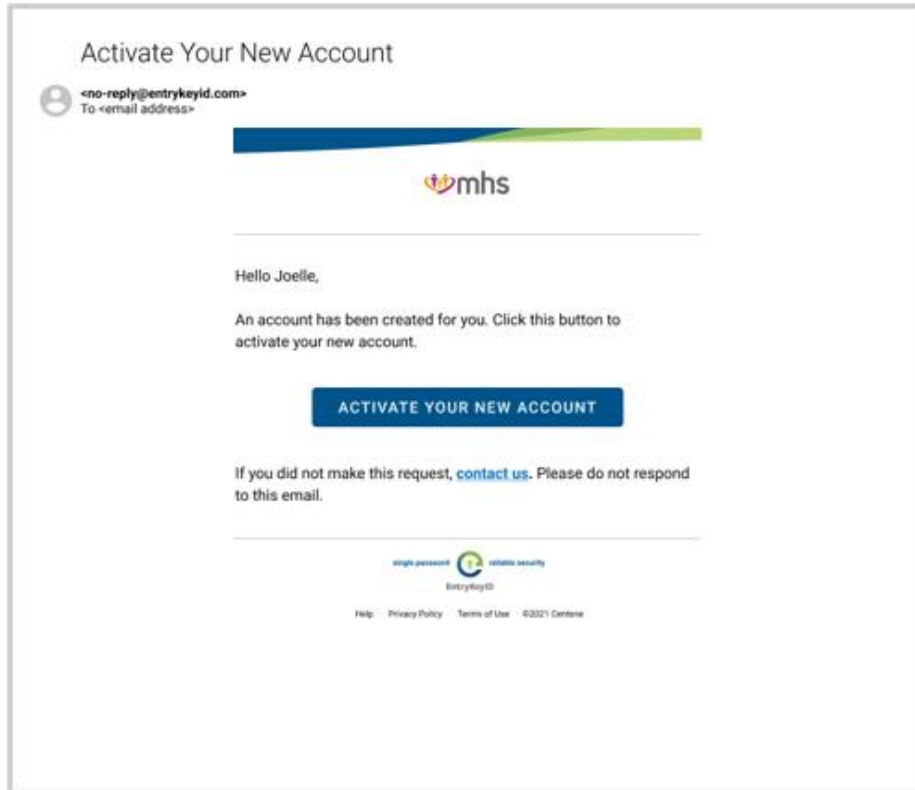 Activate Your New Account
<no-reply@entrykeyid.com>
To <email address>
mhs
Hello Joelle,
An account has been created for you. Click this button to
activate your new account.
ACTIVATE YOUR NEW ACCOUNT
If you did not make this request, contact us. Please do not respond
to this email.
single password reliable security
EntryKeyID
Help Privacy Policy Terms of Use ©2021 Centene